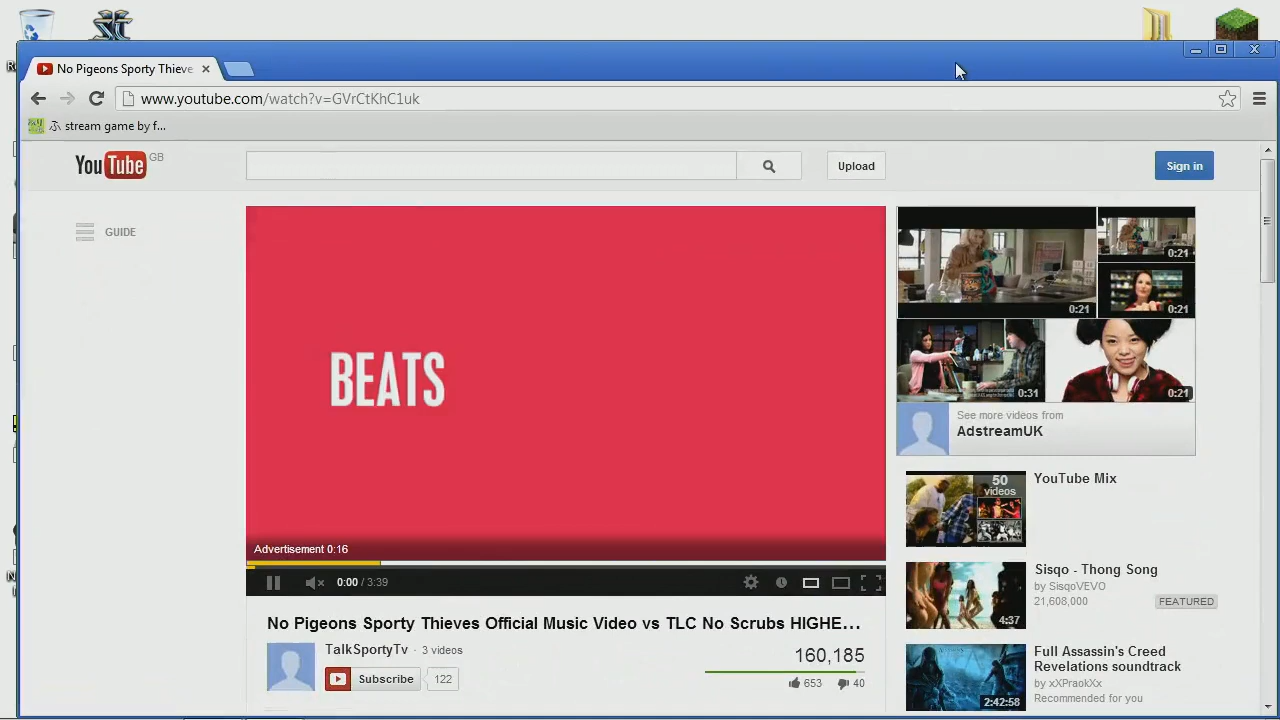 No Pigeons Sporty Thieve
www.youtube.com/watch?v=GVrCtKhC1uk
stream game by f...
YouTube GB
Upload
Sign in
GUIDE
BEATS
Advertisement 0:16
0:00 / 3:39
0:21
0:21
0:21
0:31
0:21
See more videos from
AdstreamUK
50
videos
YouTube Mix
Sisqo - Thong Song
by SisqoVEVO
21,608,000
FEATURED
4:37
Full Assassin's Creed
Revelations soundtrack
by xXPraokXx
Recommended for you
2:42:58
No Pigeons Sporty Thieves Official Music Video vs TLC No Scrubs HIGHE...
TalkSportyTv · 3 videos
Subscribe 122
160,185
653 40